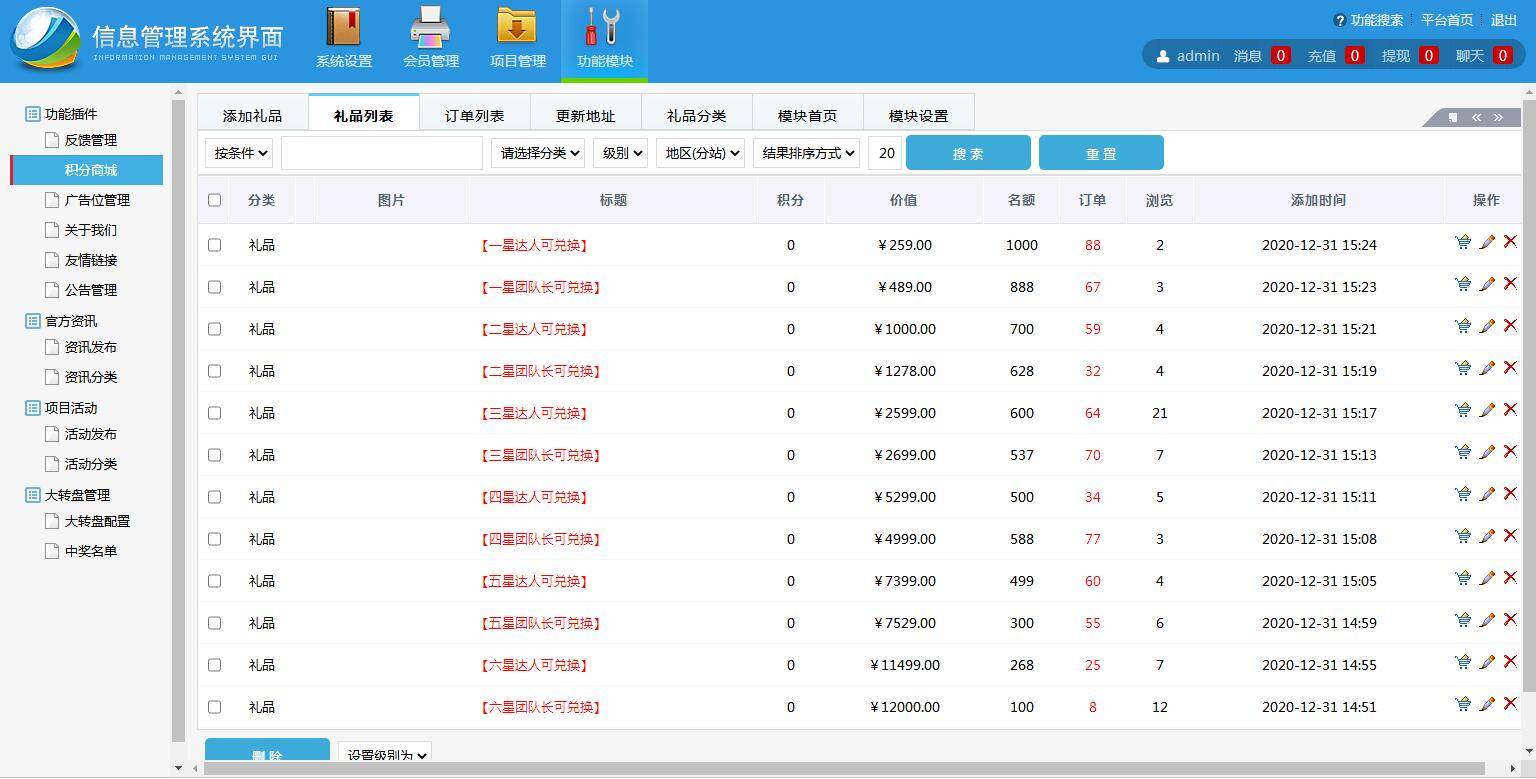 信息管理系统界面
INFORMATION MANAGEMENT SYSTEM GUI
系统设置 会员管理 项目管理 功能模块
功能搜索 平台首页 退出
admin 消息 0 充值 0 提现 0 聊天 0
功能插件
反馈管理
积分商城
广告位管理
关于我们
友情链接
公告管理
官方资讯
资讯发布
资讯分类
项目活动
活动发布
活动分类
大转盘管理
大转盘配置
中奖名单
添加礼品 礼品列表 订单列表 更新地址 礼品分类 模块首页 模块设置
按条件 请选择分类 级别 地区(分站) 结果排序方式 20 搜 索 重 置
分类 图片 标题 积分 价值 名额 订单 浏览 添加时间 操作
礼品 【一星达人可兑换】 0 ￥259.00 1000 88 2 2020-12-31 15:24
礼品 【一星团队长可兑换】 0 ￥489.00 888 67 3 2020-12-31 15:23
礼品 【二星达人可兑换】 0 ￥1000.00 700 59 4 2020-12-31 15:21
礼品 【二星团队长可兑换】 0 ￥1278.00 628 32 4 2020-12-31 15:19
礼品 【三星达人可兑换】 0 ￥2599.00 600 64 21 2020-12-31 15:17
礼品 【三星团队长可兑换】 0 ￥2699.00 537 70 7 2020-12-31 15:13
礼品 【四星达人可兑换】 0 ￥5299.00 500 34 5 2020-12-31 15:11
礼品 【四星团队长可兑换】 0 ￥4999.00 588 77 3 2020-12-31 15:08
礼品 【五星达人可兑换】 0 ￥7399.00 499 60 4 2020-12-31 15:05
礼品 【五星团队长可兑换】 0 ￥7529.00 300 55 6 2020-12-31 14:59
礼品 【六星达人可兑换】 0 ￥11499.00 268 25 7 2020-12-31 14:55
礼品 【六星团队长可兑换】 0 ￥12000.00 100 8 12 2020-12-31 14:51
删 除 设置级别为